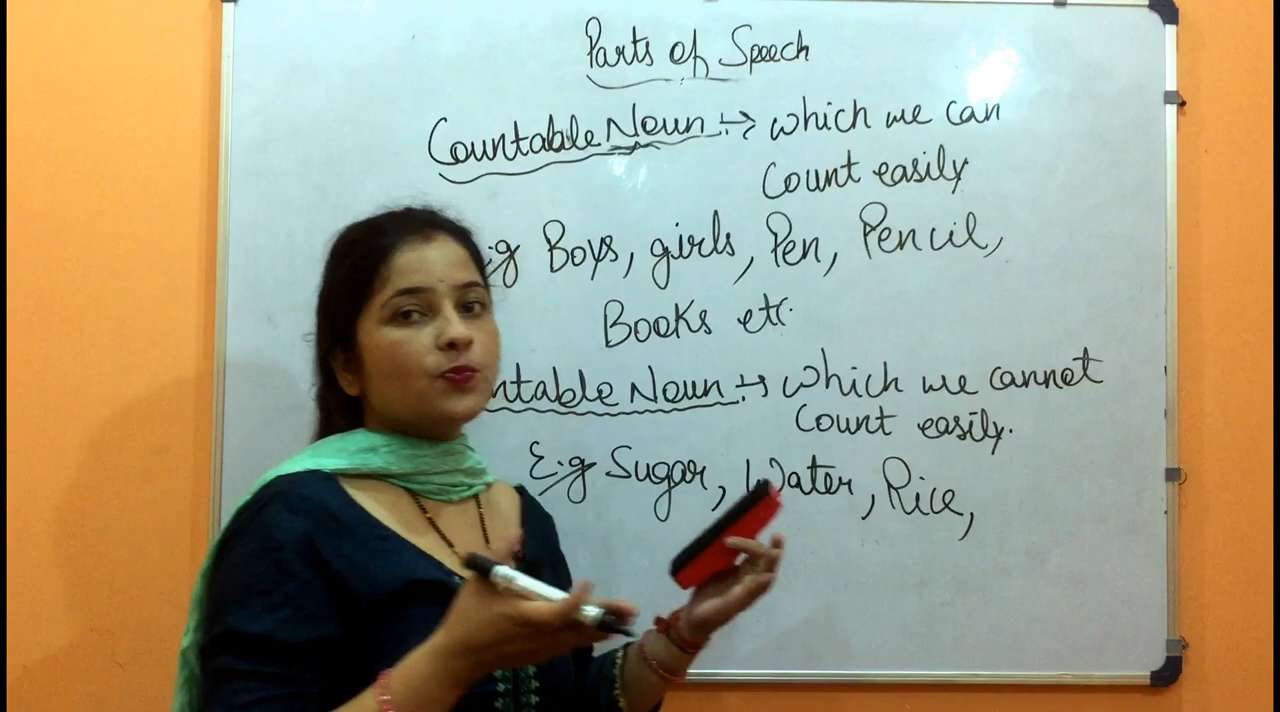 Parts of Speech
Countable Noun :→ which we can
Count easily
.g Boys, girls, Pen, Pencil,
Books etc.
ntable Noun :→ which we cannot
Count easily.
E.g Sugar, Water, Rice,